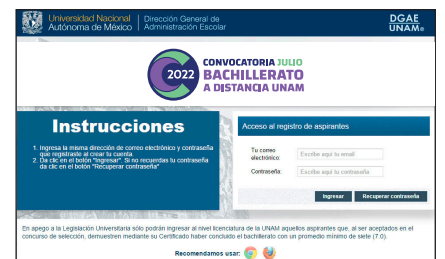 Universidad Nacional
Autónoma de México
Dirección General de
Administración Escolar
DGAE
UNAM
2022
CONVOCATORIA JULIO
BACHILLERATO
A DISTANCIA UNAM
Instrucciones
1. Ingresa la misma dirección de correo electrónico y contraseña
que registraste al crear tu cuenta.
2. Da clic en el botón "Ingresar". Si no recuerdas tu contraseña
da clic en el botón "Recuperar contraseña"
Acceso al registro de aspirantes
Tu correo
electrónico:
Escribe aquí tu email
Contraseña:
Escribe aquí tu contraseña
Ingresar
Recuperar contraseña
En apego a la Legislación Universitaria sólo podrán ingresar al nivel licenciatura de la UNAM aquellos aspirantes que, al ser aceptados en el
concurso de selección, demuestren mediante su Certificado haber concluido el bachillerato con un promedio mínimo de siete (7.0).
Recomendamos usar: